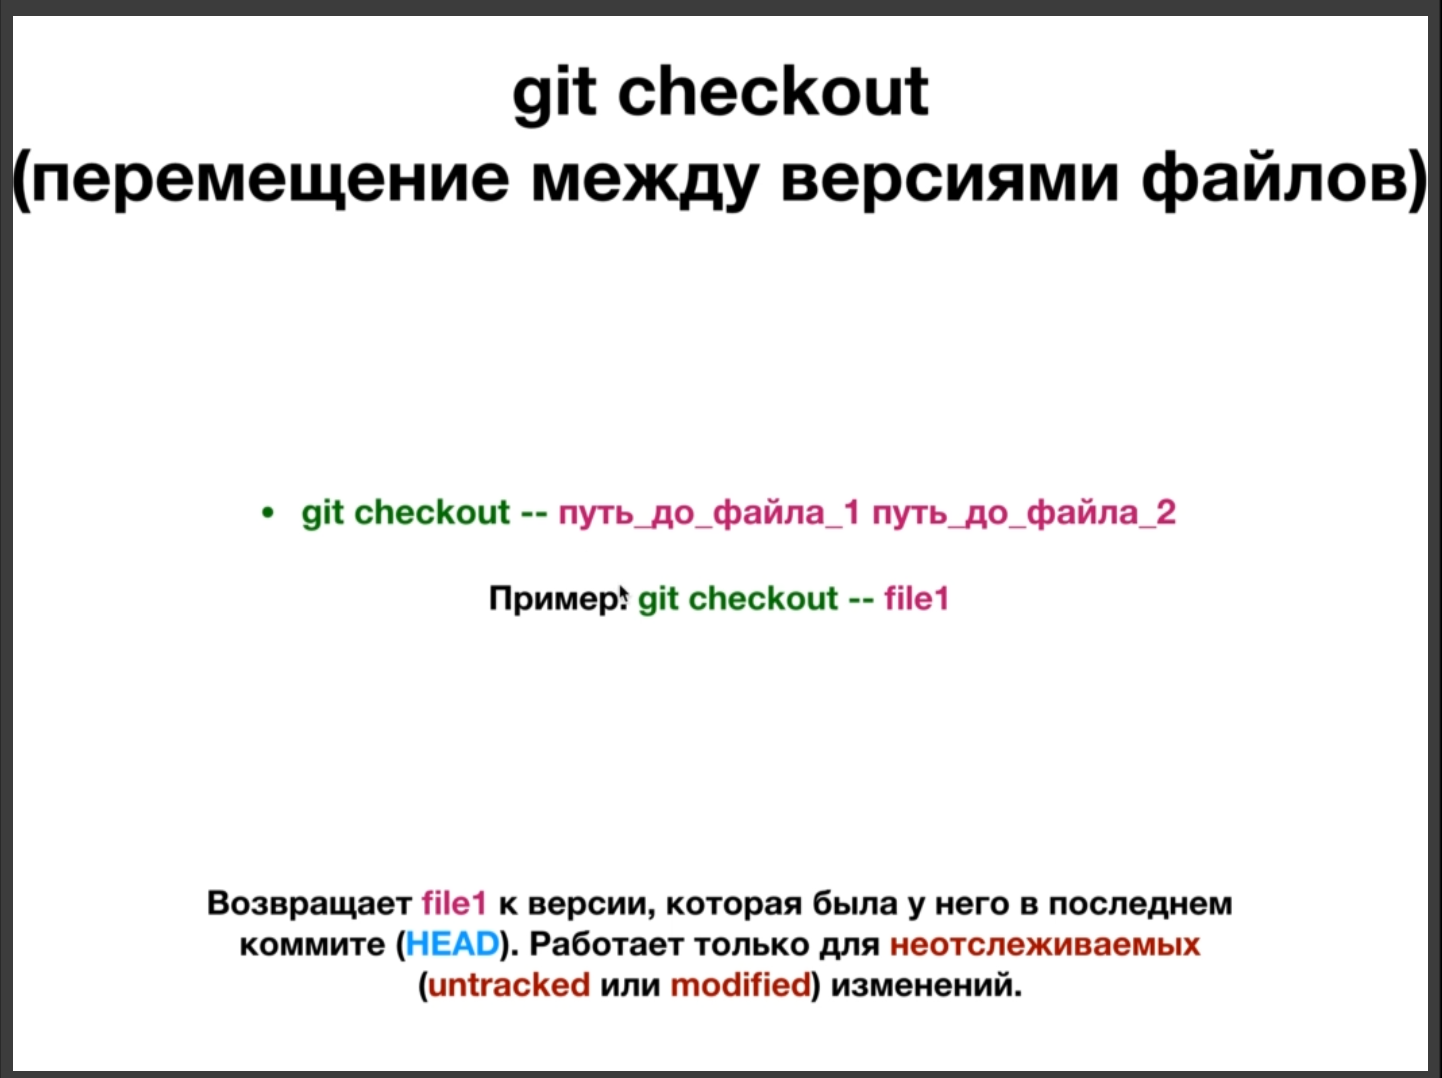 git checkout
(перемещение между версиями файлов)
• git checkout -- путь_до_файла_1 путь_до_файла_2
Пример: git checkout -- file1
Возвращает file1 к версии, которая была у него в последнем
коммите (HEAD). Работает только для неотслеживаемых
(untracked или modified) изменений.